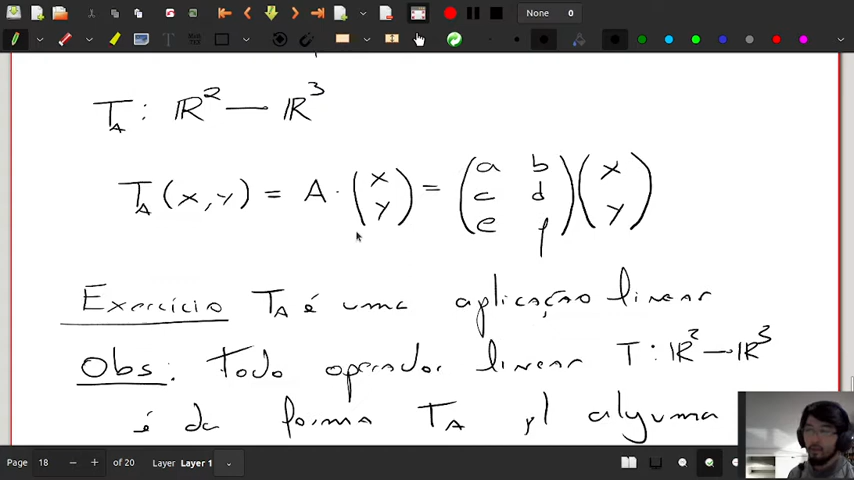 None 0
T_A : ℝ² — ℝ³
T_A (x, y) = A · (x y) = (a b c d e f) (x y)
Exercício T_A é uma aplicação linear
Obs: Todo operador linear T : ℝ² — ℝ³
é da forma T_A p/ alguma
Page 18 of 20 Layer Layer 1